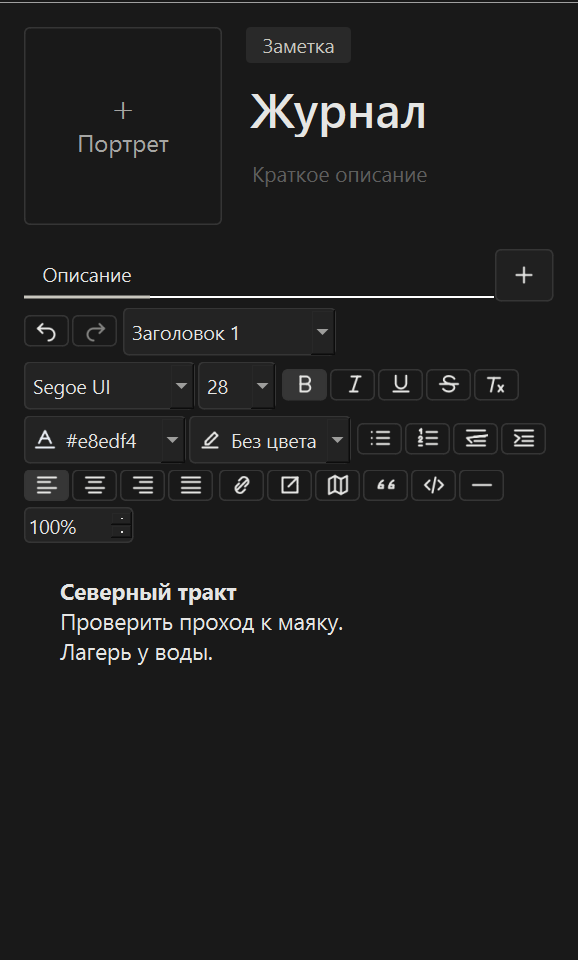 Заметка
+
Портрет
Журнал
Краткое описание
Описание
+
Заголовок 1
Segoe UI
28
B I U S Tx
A #e8edf4
Без цвета
100%
Северный тракт
Проверить проход к маяку.
Лагерь у воды.